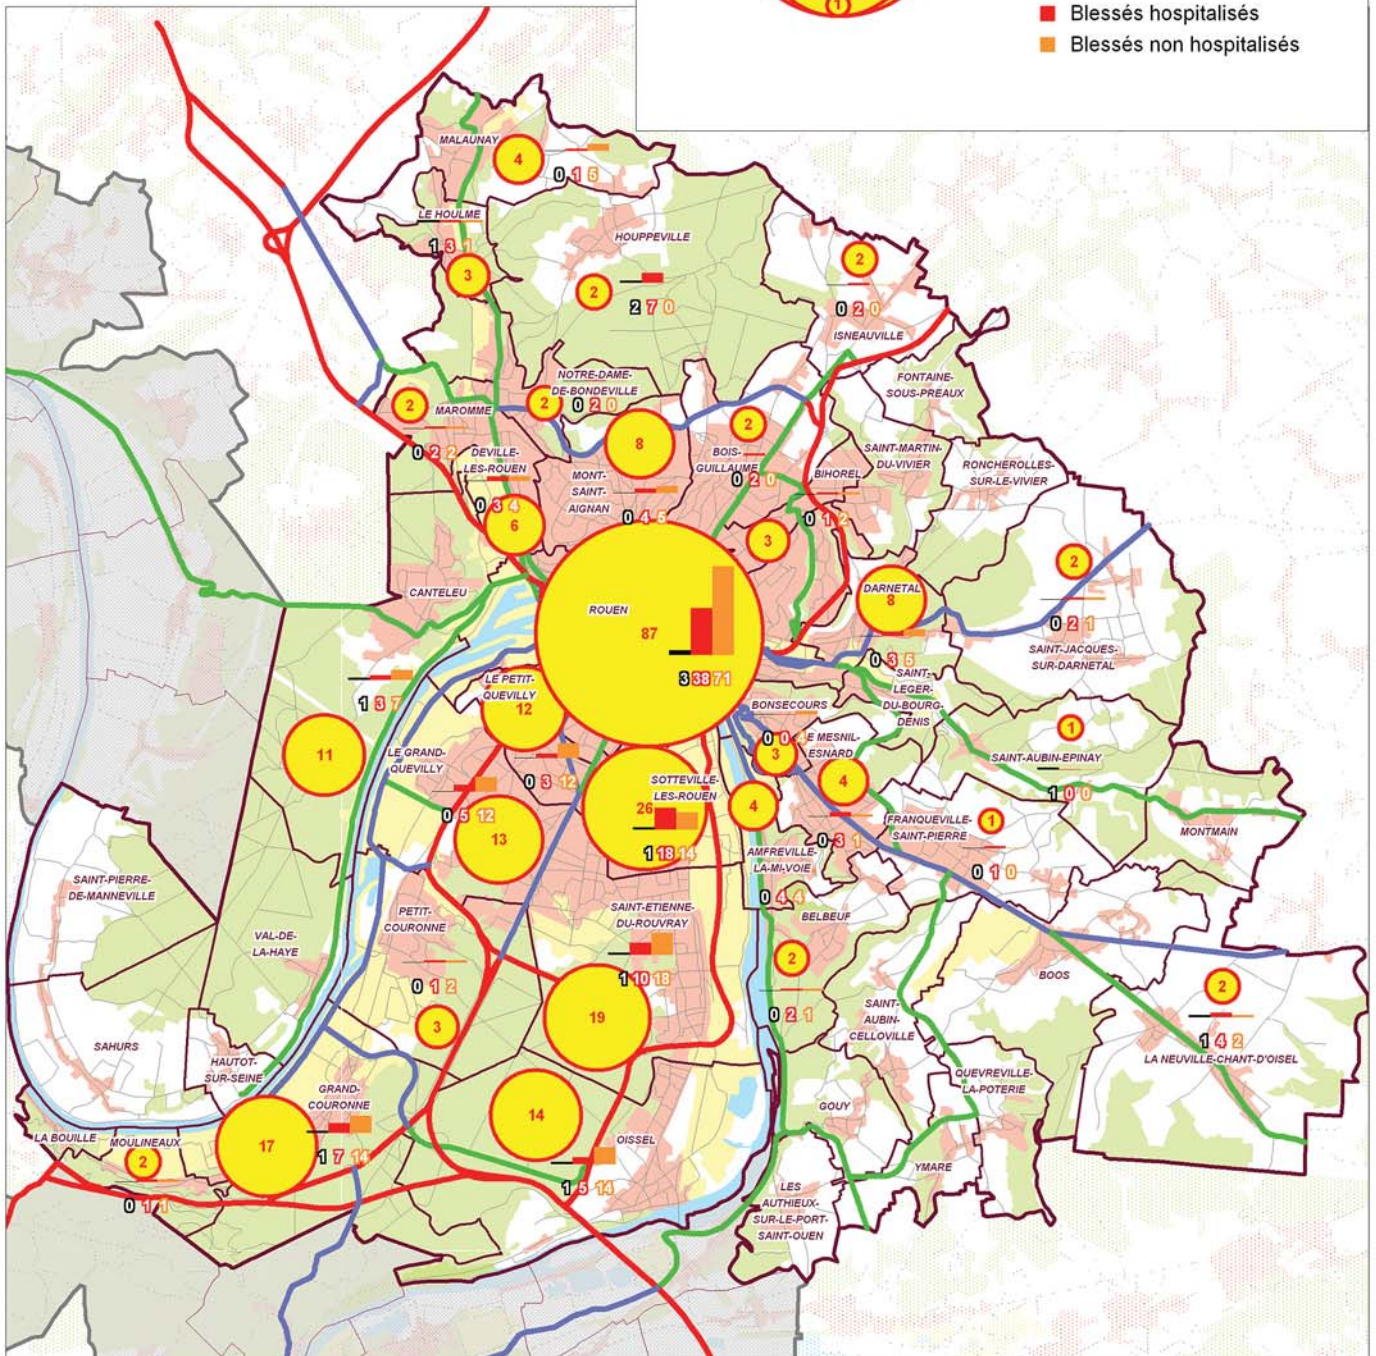 1
Blessés hospitalisés
Blessés non hospitalisés
MALAUNAY
4
0 1 5
LE HOULME
1 3 1
3
HOUPPEVILLE
2
2 7 0
2
0 2 0
ISNEAUVILLE
FONTAINE-
SOUS-PREAUX
NOTRE-DAME-
DE-BONDEVILLE
2
0 2 0
2
MAROMME
0 2 2
DEVILLE-
LES-ROUEN
0 3 4
6
8
MONT-
SAINT-
AIGNAN
0 4 5
2
BOIS-
GUILLAUME
0 2 0
BIHOREL
0 1 2
3
SAINT-MARTIN-
DU-VIVIER
RONCHEROLLES-
SUR-LE-VIVIER
2
0 2 1
SAINT-JACQUES-
SUR-DARNETAL
DARNETAL
8
0 3 5
CANTELEU
1 3 7
11
ROUEN
87
3 38 71
SAINT-
LEGER-
DU-BOURG-
DENIS
LE PETIT-
QUEVILLY
12
0 3 12
BONSECOURS
0 0 4
3
E MESNIL-
ESNARD
4
0 3 1
1
SAINT-AUBIN-EPINAY
1 0 0
LE GRAND-
QUEVILLY
0 5 12
13
SOTTEVILLE-
LES-ROUEN
26
1 18 14
4
AMFREVILLE-
LA-MI-VOIE
0 4 4
FRANQUEVILLE-
SAINT-PIERRE
1
0 1 0
MONTMAIN
SAINT-PIERRE-
DE-MANNEVILLE
VAL-DE-
LA-HAYE
PETIT-
COURONNE
0 1 2
3
SAINT-ETIENNE-
DU-ROUVRAY
1 10 18
19
BELBEUF
2
0 2 1
SAINT-
AUBIN-
CELLOVILLE
BOOS
2
1 4 2
LA NEUVILLE-CHANT-D'OISEL
SAHURS
HAUTOT-
SUR-SEINE
GRAND-
COURONNE
17
1 7 14
14
OISSEL
1 5 14
GOUY
QUEVREVILLE-
LA-POTERIE
LA BOUILLE
MOULINEAUX
2
0 1 1
YMARE
LES
AUTHIEUX-
SUR-LE-PORT-
SAINT-OUEN